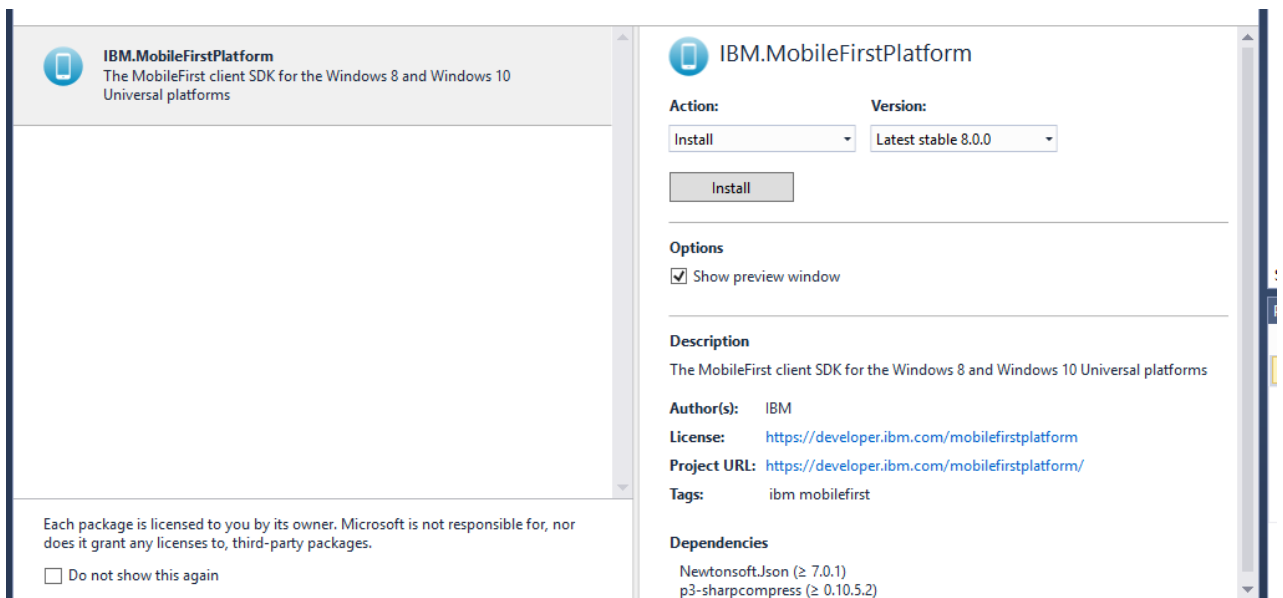 IBM.MobileFirstPlatform
The MobileFirst client SDK for the Windows 8 and Windows 10
Universal platforms
Each package is licensed to you by its owner. Microsoft is not responsible for, nor
does it grant any licenses to, third-party packages.
Do not show this again
IBM.MobileFirstPlatform
Action: Version:
Install Latest stable 8.0.0
Install
Options
Show preview window
Description
The MobileFirst client SDK for the Windows 8 and Windows 10 Universal platforms
Author(s): IBM
License: https://developer.ibm.com/mobilefirstplatform
Project URL: https://developer.ibm.com/mobilefirstplatform/
Tags: ibm mobilefirst
Dependencies
Newtonsoft.Json (≥ 7.0.1)
p3-sharpcompress (≥ 0.10.5.2)